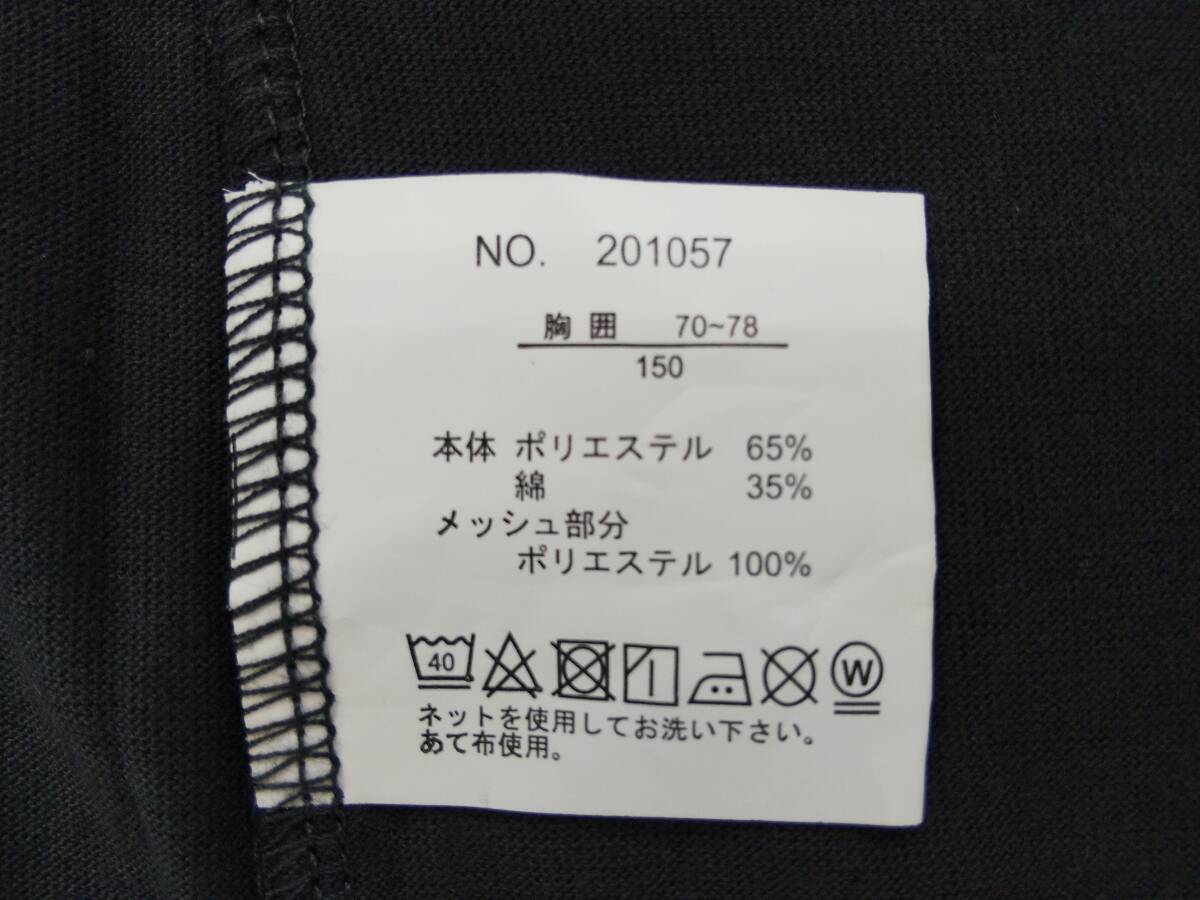 NO. 201057
胸囲 70~78
150
本体 ポリエステル 65%
綿 35%
メッシュ部分
ポリエステル 100%
40 W
ネットを使用してお洗い下さい。
あて布使用。